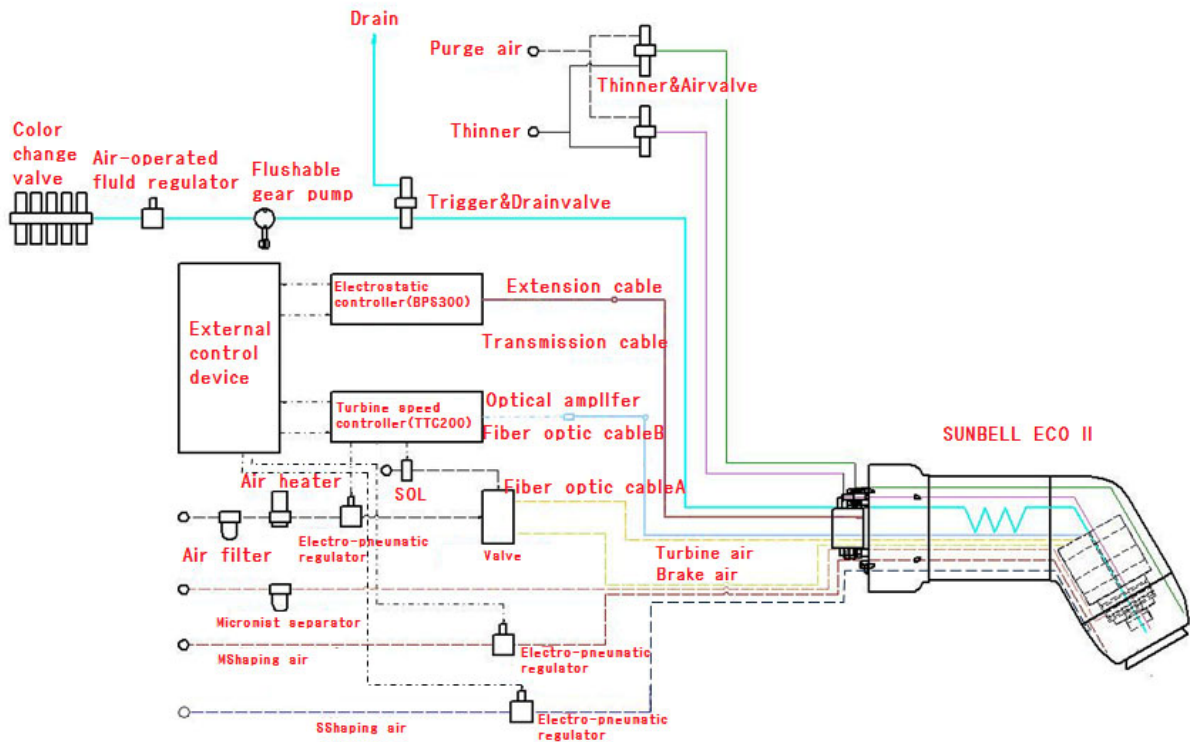 Drain
Purge air
Thinner&Airvalve
Thinner
Color
change
valve
Air-operated
fluid regulator
Flushable
gear pump
Trigger&Drainvalve
Electrostatic
controller(BPS300)
Extension cable
External
control
device
Transmission cable
Turbine speed
controller(TTC200)
Optical amplIfer
Fiber optic cableB
SUNBELL ECO II
Air heater
SOL
Fiber optic cableA
Air filter
Electro-pneumatic
regulator
Valve
Turbine air
Brake air
Micromist separator
MShaping air
Electro-pneumatic
regulator
SShaping air
Electro-pneumatic
regulator